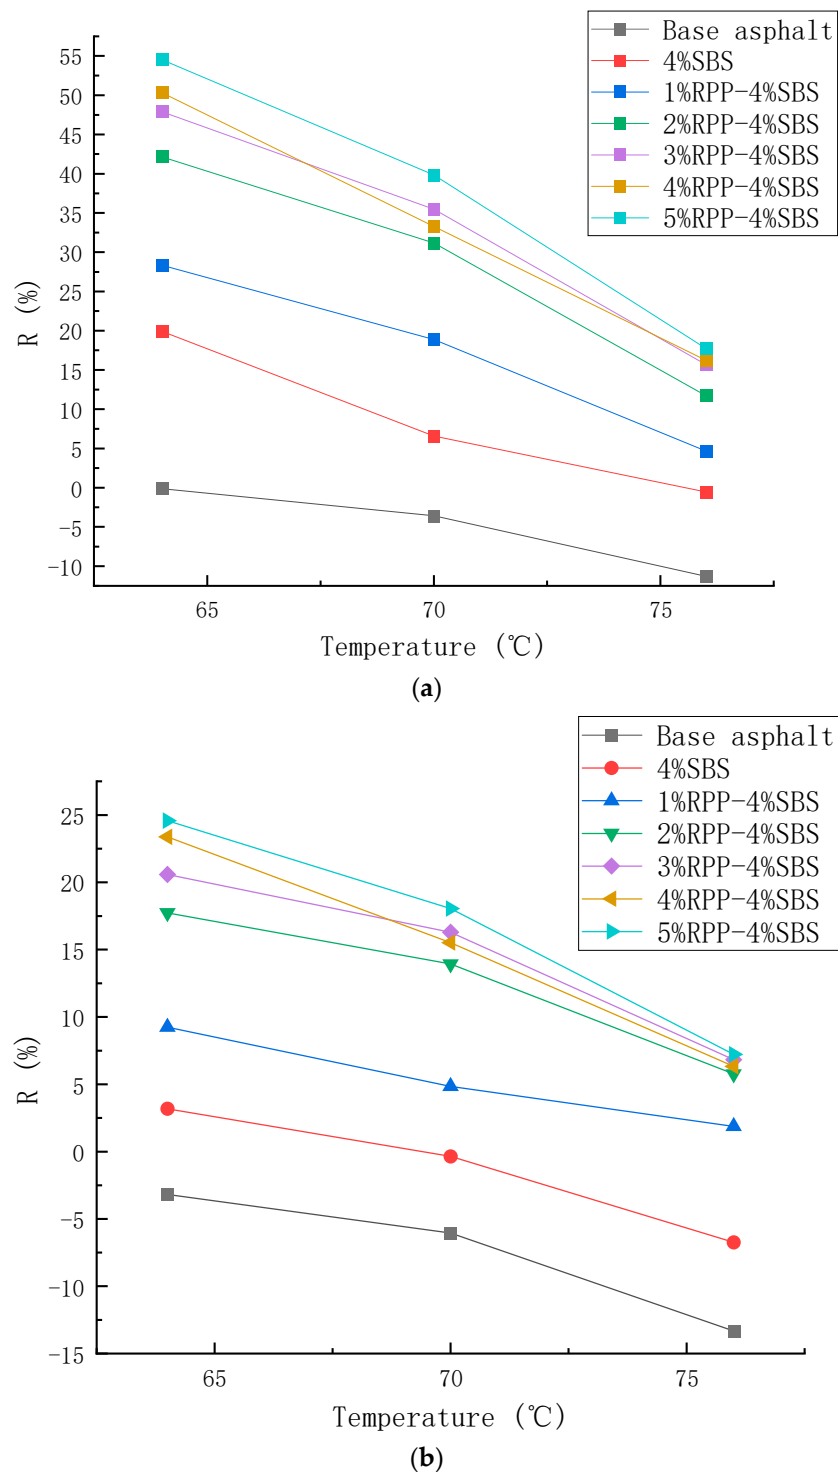 Base asphalt
4%SBS
1%RPP-4%SBS
2%RPP-4%SBS
3%RPP-4%SBS
4%RPP-4%SBS
5%RPP-4%SBS
55
50
45
40
35
30
25
20
15
10
5
0
-5
-10
R (%)
65 70 75
Temperature (℃)
(a)
Base asphalt
4%SBS
1%RPP-4%SBS
2%RPP-4%SBS
3%RPP-4%SBS
4%RPP-4%SBS
5%RPP-4%SBS
25
20
15
10
5
0
-5
-10
-15
R (%)
65 70 75
Temperature (℃)
(b)